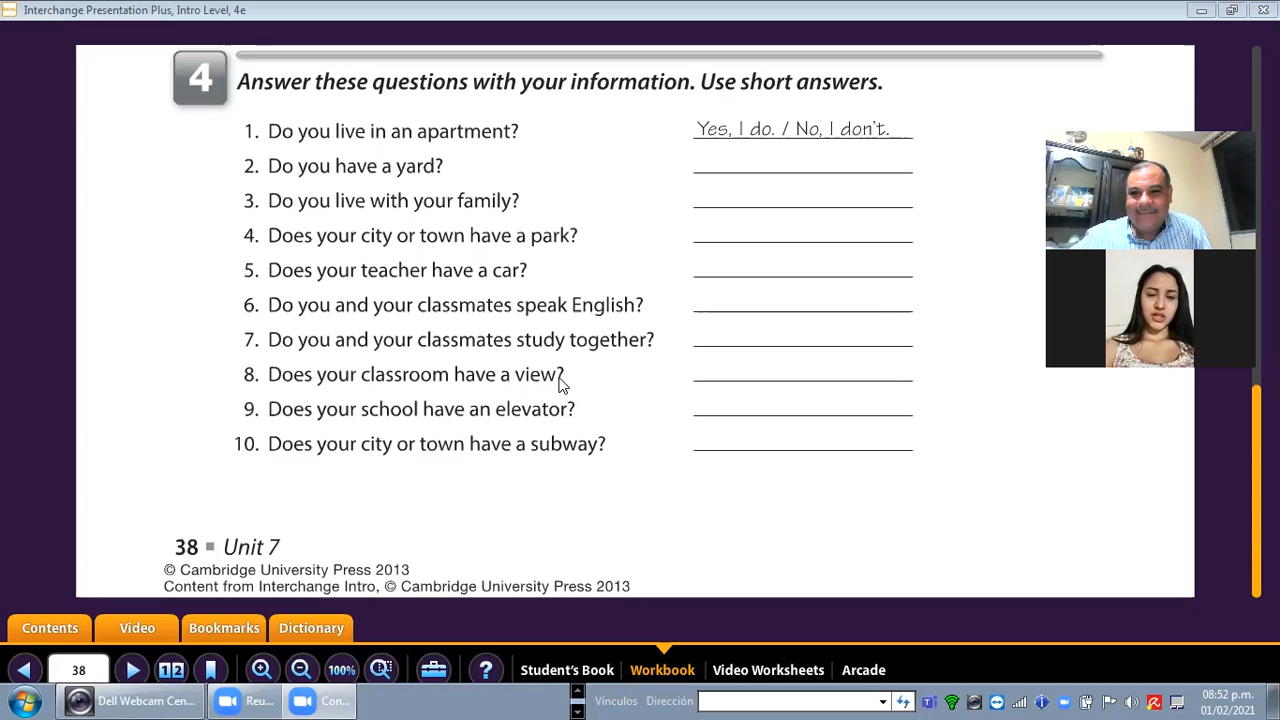 Interchange Presentation Plus, Intro Level, 4e
4 Answer these questions with your information. Use short answers.
1. Do you live in an apartment? Yes, I do. / No, I don't.
2. Do you have a yard?
3. Do you live with your family?
4. Does your city or town have a park?
5. Does your teacher have a car?
6. Do you and your classmates speak English?
7. Do you and your classmates study together?
8. Does your classroom have a view?
9. Does your school have an elevator?
10. Does your city or town have a subway?
38 ■ Unit 7
© Cambridge University Press 2013
Content from Interchange Intro, © Cambridge University Press 2013
Contents Video Bookmarks Dictionary
38 12 100% ? Student's Book Workbook Video Worksheets Arcade
Dell Webcam Cen... Reu... Con... Vínculos Dirección 08:52 p.m.
01/02/2021